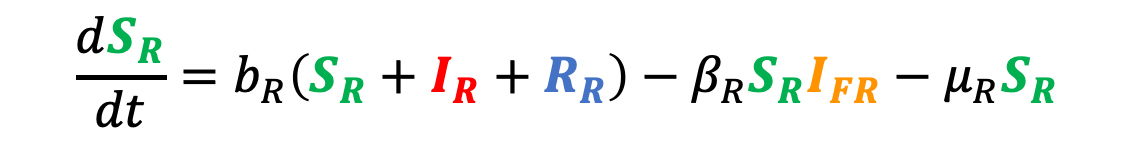 dS_R/dt = b_R(S_R + I_R + R_R) − β_R S_R I_FR − μ_R S_R